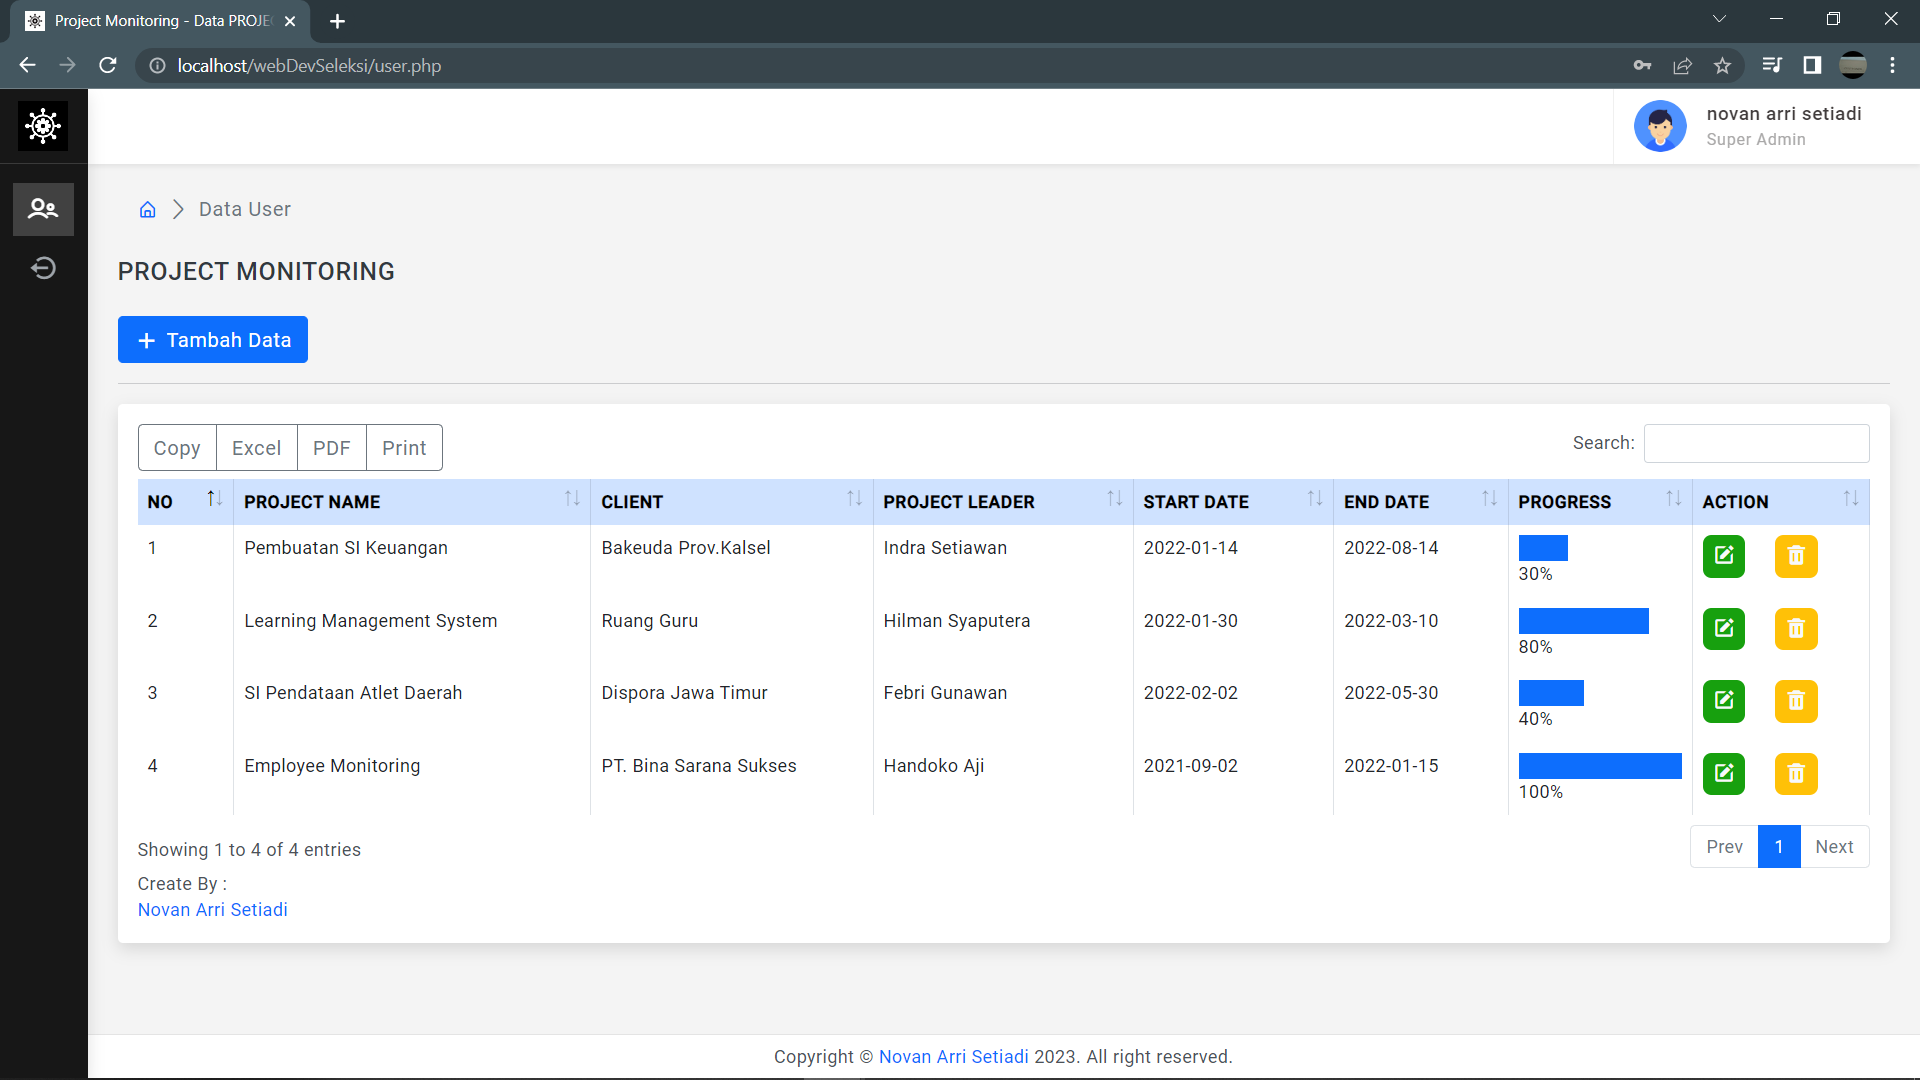 Project Monitoring - Data PROJE
localhost/webDevSeleksi/user.php
novan arri setiadi
Super Admin
Data User
PROJECT MONITORING
+ Tambah Data
Copy Excel PDF Print
Search:
NO PROJECT NAME CLIENT PROJECT LEADER START DATE END DATE PROGRESS ACTION
1 Pembuatan SI Keuangan Bakeuda Prov.Kalsel Indra Setiawan 2022-01-14 2022-08-14
30%
2 Learning Management System Ruang Guru Hilman Syaputera 2022-01-30 2022-03-10
80%
3 SI Pendataan Atlet Daerah Dispora Jawa Timur Febri Gunawan 2022-02-02 2022-05-30
40%
4 Employee Monitoring PT. Bina Sarana Sukses Handoko Aji 2021-09-02 2022-01-15
100%
Showing 1 to 4 of 4 entries
Prev 1 Next
Create By :
Novan Arri Setiadi
Copyright © Novan Arri Setiadi 2023. All right reserved.